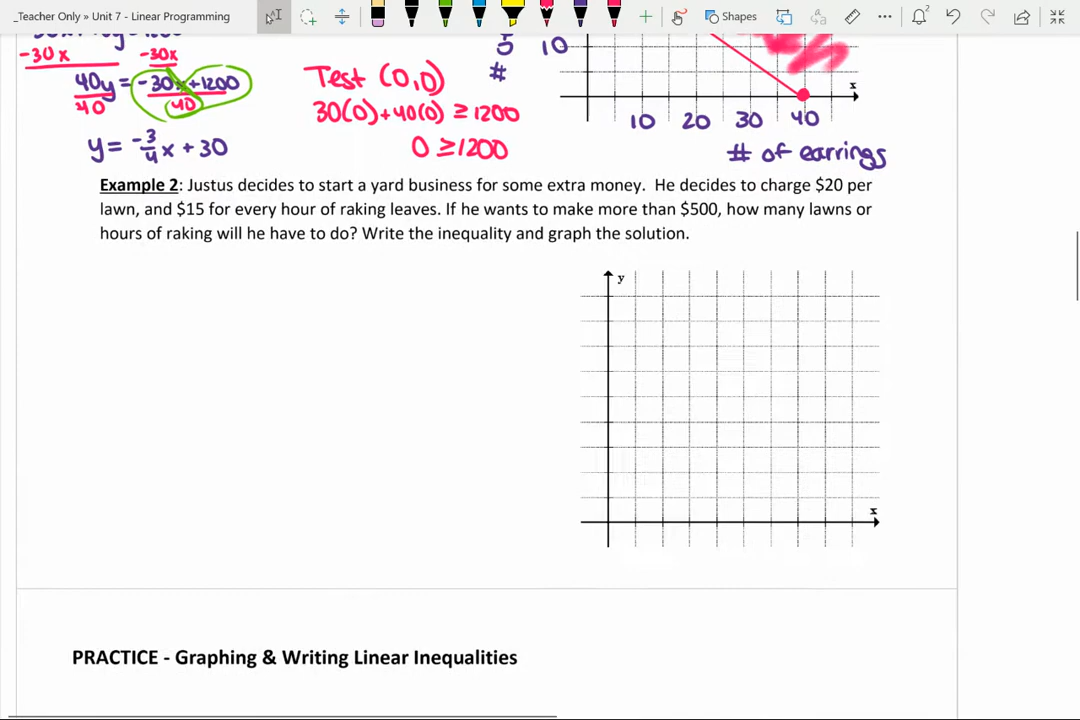 _Teacher Only » Unit 7 - Linear Programming
Shapes
-30x -30x
40y = -30x +1200
40 40
y = -3/4 x + 30
Test (0,0)
30(0)+40(0) ≥ 1200
0 ≥ 1200
5 10
#
x
10 20 30 40
# of earrings
Example 2: Justus decides to start a yard business for some extra money. He decides to charge $20 per
lawn, and $15 for every hour of raking leaves. If he wants to make more than $500, how many lawns or
hours of raking will he have to do? Write the inequality and graph the solution.
y
x
PRACTICE - Graphing & Writing Linear Inequalities